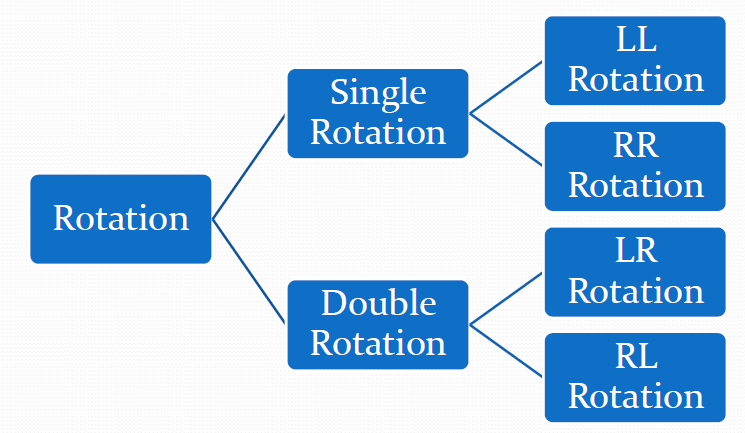 Rotation
Single
Rotation
Double
Rotation
LL
Rotation
RR
Rotation
LR
Rotation
RL
Rotation